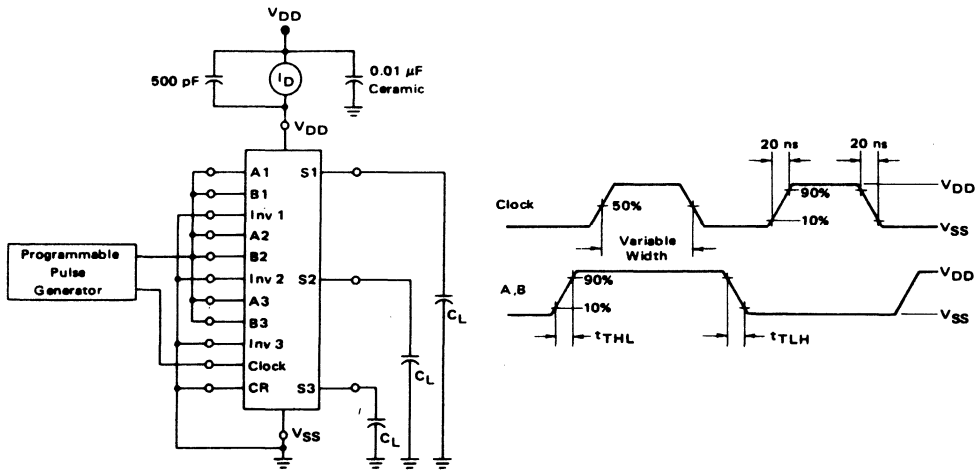 VDD
500 pF
ID
0.01 μF
Ceramic
VDD
A1
B1
Inv 1
A2
B2
Inv 2
A3
B3
Inv 3
Clock
CR
S1
S2
S3
Programmable
Pulse
Generator
CL
CL
CL
VSS
20 ns
20 ns
VDD
90%
10%
VSS
Clock
50%
Variable
Width
A,B
90%
10%
VDD
VSS
tTHL
tTLH